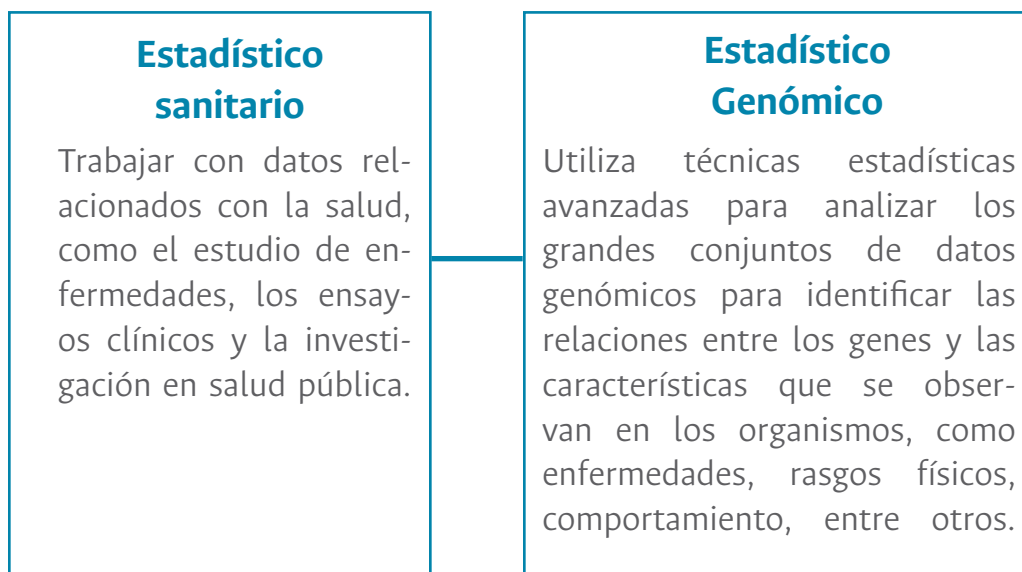 Estadístico
sanitario
Trabajar con datos rel-
acionados con la salud,
como el estudio de en-
fermedades, los ensay-
os clínicos y la investi-
gación en salud pública.
Estadístico
Genómico
Utiliza técnicas estadísticas
avanzadas para analizar los
grandes conjuntos de datos
genómicos para identificar las
relaciones entre los genes y las
características que se obser-
van en los organismos, como
enfermedades, rasgos físicos,
comportamiento, entre otros.